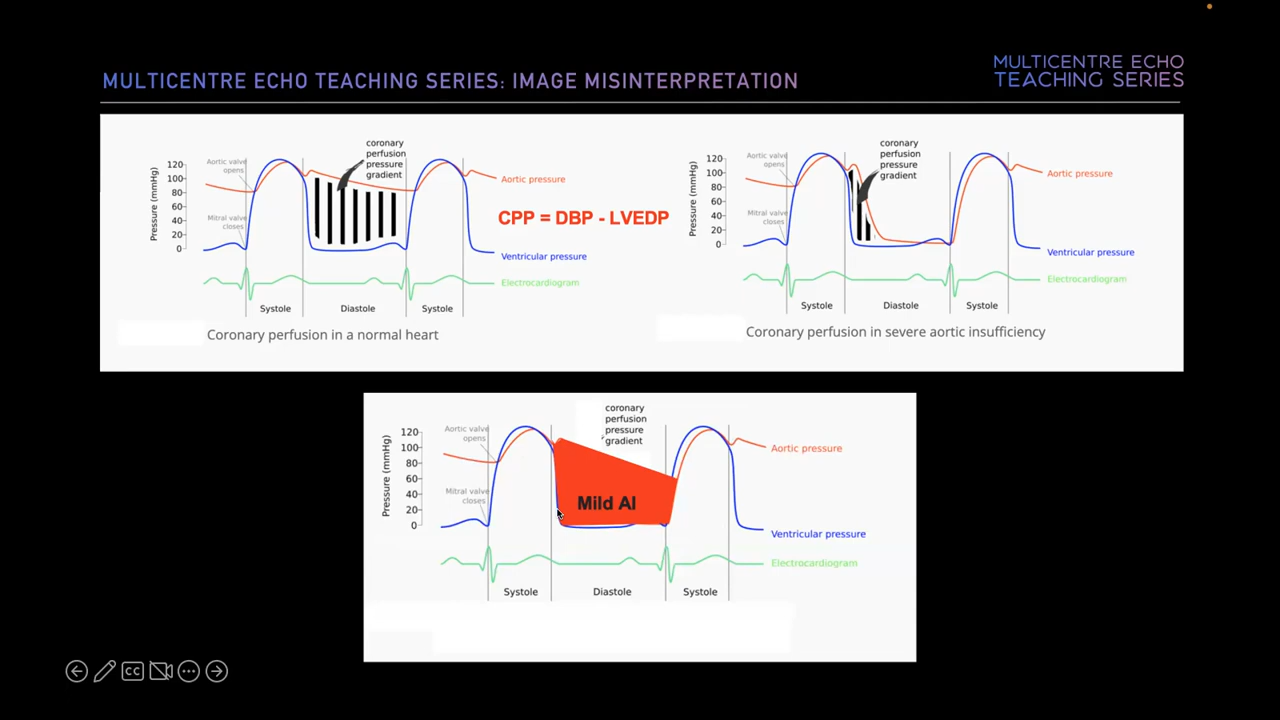 MULTICENTRE ECHO TEACHING SERIES: IMAGE MISINTERPRETATION
MULTICENTRE ECHO
TEACHING SERIES
coronary
perfusion
pressure
gradient
Aortic valve
opens
Mitral valve
closes
Pressure (mmHg)
120
100
80
60
40
20
0
Aortic pressure
CPP = DBP - LVEDP
Ventricular pressure
Electrocardiogram
Systole
Diastole
Systole
Coronary perfusion in a normal heart
coronary
perfusion
pressure
gradient
Aortic valve
opens
Mitral valve
closes
Pressure (mmHg)
120
100
80
60
40
20
0
Aortic pressure
Ventricular pressure
Electrocardiogram
Systole
Diastole
Systole
Coronary perfusion in severe aortic insufficiency
coronary
perfusion
pressure
gradient
Aortic valve
opens
Mitral valve
closes
Pressure (mmHg)
120
100
80
60
40
20
0
Mild AI
Aortic pressure
Ventricular pressure
Electrocardiogram
Systole
Diastole
Systole
CC